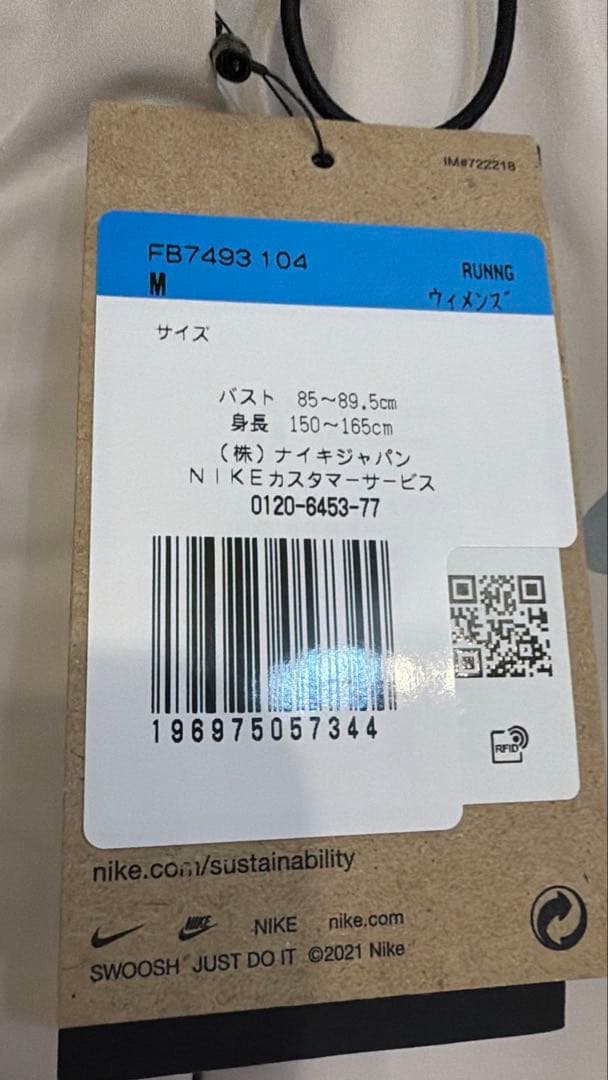 IM#722218
FB7493 104
M
RUNNG
ウィメンズ
サイズ
バスト 85～89.5cm
身長 150～165cm
(株)ナイキジャパン
NIKEカスタマーサービス
0120-6453-77
196975057344
RFID
nike.com/sustainability
NIKE NIKE nike.com
SWOOSH JUST DO IT ©2021 Nike